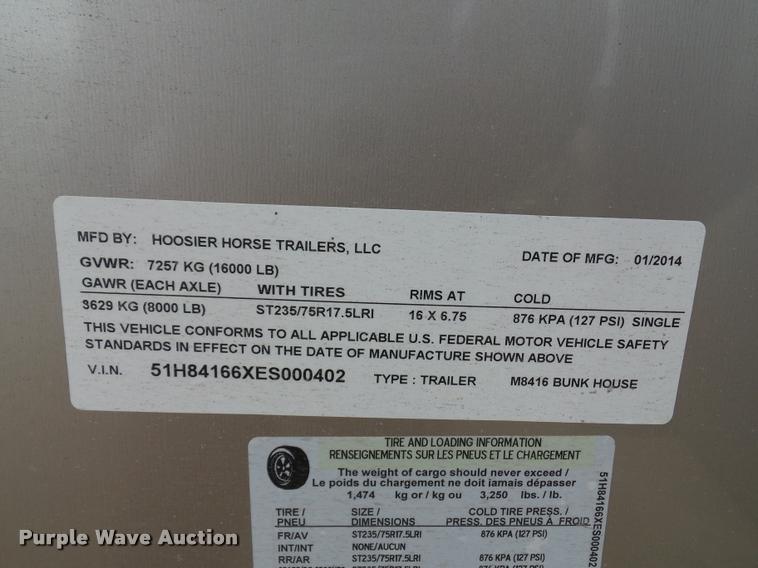 MFD BY: HOOSIER HORSE TRAILERS, LLC DATE OF MFG: 01/2014
GVWR: 7257 KG (16000 LB)
GAWR (EACH AXLE) WITH TIRES RIMS AT COLD
3629 KG (8000 LB) ST235/75R17.5LRI 16 X 6.75 876 KPA (127 PSI) SINGLE
THIS VEHICLE CONFORMS TO ALL APPLICABLE U.S. FEDERAL MOTOR VEHICLE SAFETY
STANDARDS IN EFFECT ON THE DATE OF MANUFACTURE SHOWN ABOVE
V.I.N. 51H84166XES000402 TYPE : TRAILER M8416 BUNK HOUSE
TIRE AND LOADING INFORMATION
RENSEIGNEMENTS SUR LES PNEUS ET LE CHARGEMENT
The weight of cargo should never exceed /
Le poids du chargement ne doit iamais dépasser
1,474 kg or / kg ou 3,250 lbs. / lb.
TIRE / SIZE / COLD TIRE PRESS. /
PNEU DIMENSIONS PRESS. DES PNEUS À FROID
FR/AV ST235/75R17.5LRI 876 KPA (127 PSI)
INT/INT NONE/AUCUN
RR/AR ST235/75R17.5LRI 876 KPA (127 PSI)
51H84166XES000402
Purple Wave Auction